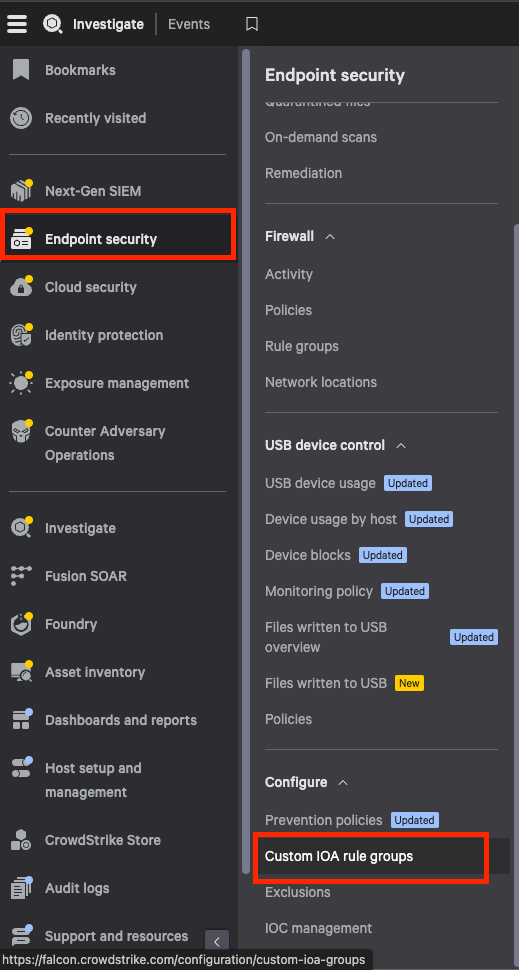 Investigate
Events
Bookmarks
Recently visited
Next-Gen SIEM
Endpoint security
Cloud security
Identity protection
Exposure management
Counter Adversary
Operations
Investigate
Fusion SOAR
Foundry
Asset inventory
Dashboards and reports
Host setup and
management
CrowdStrike Store
Audit logs
Support and resources
Endpoint security
Quarantined files
On-demand scans
Remediation
Firewall
Activity
Policies
Rule groups
Network locations
USB device control
USB device usage Updated
Device usage by host Updated
Device blocks Updated
Monitoring policy Updated
Files written to USB
overview Updated
Files written to USB New
Policies
Configure
Prevention policies Updated
Custom IOA rule groups
Exclusions
IOC management
https://falcon.crowdstrike.com/configuration/custom-ioa-groups